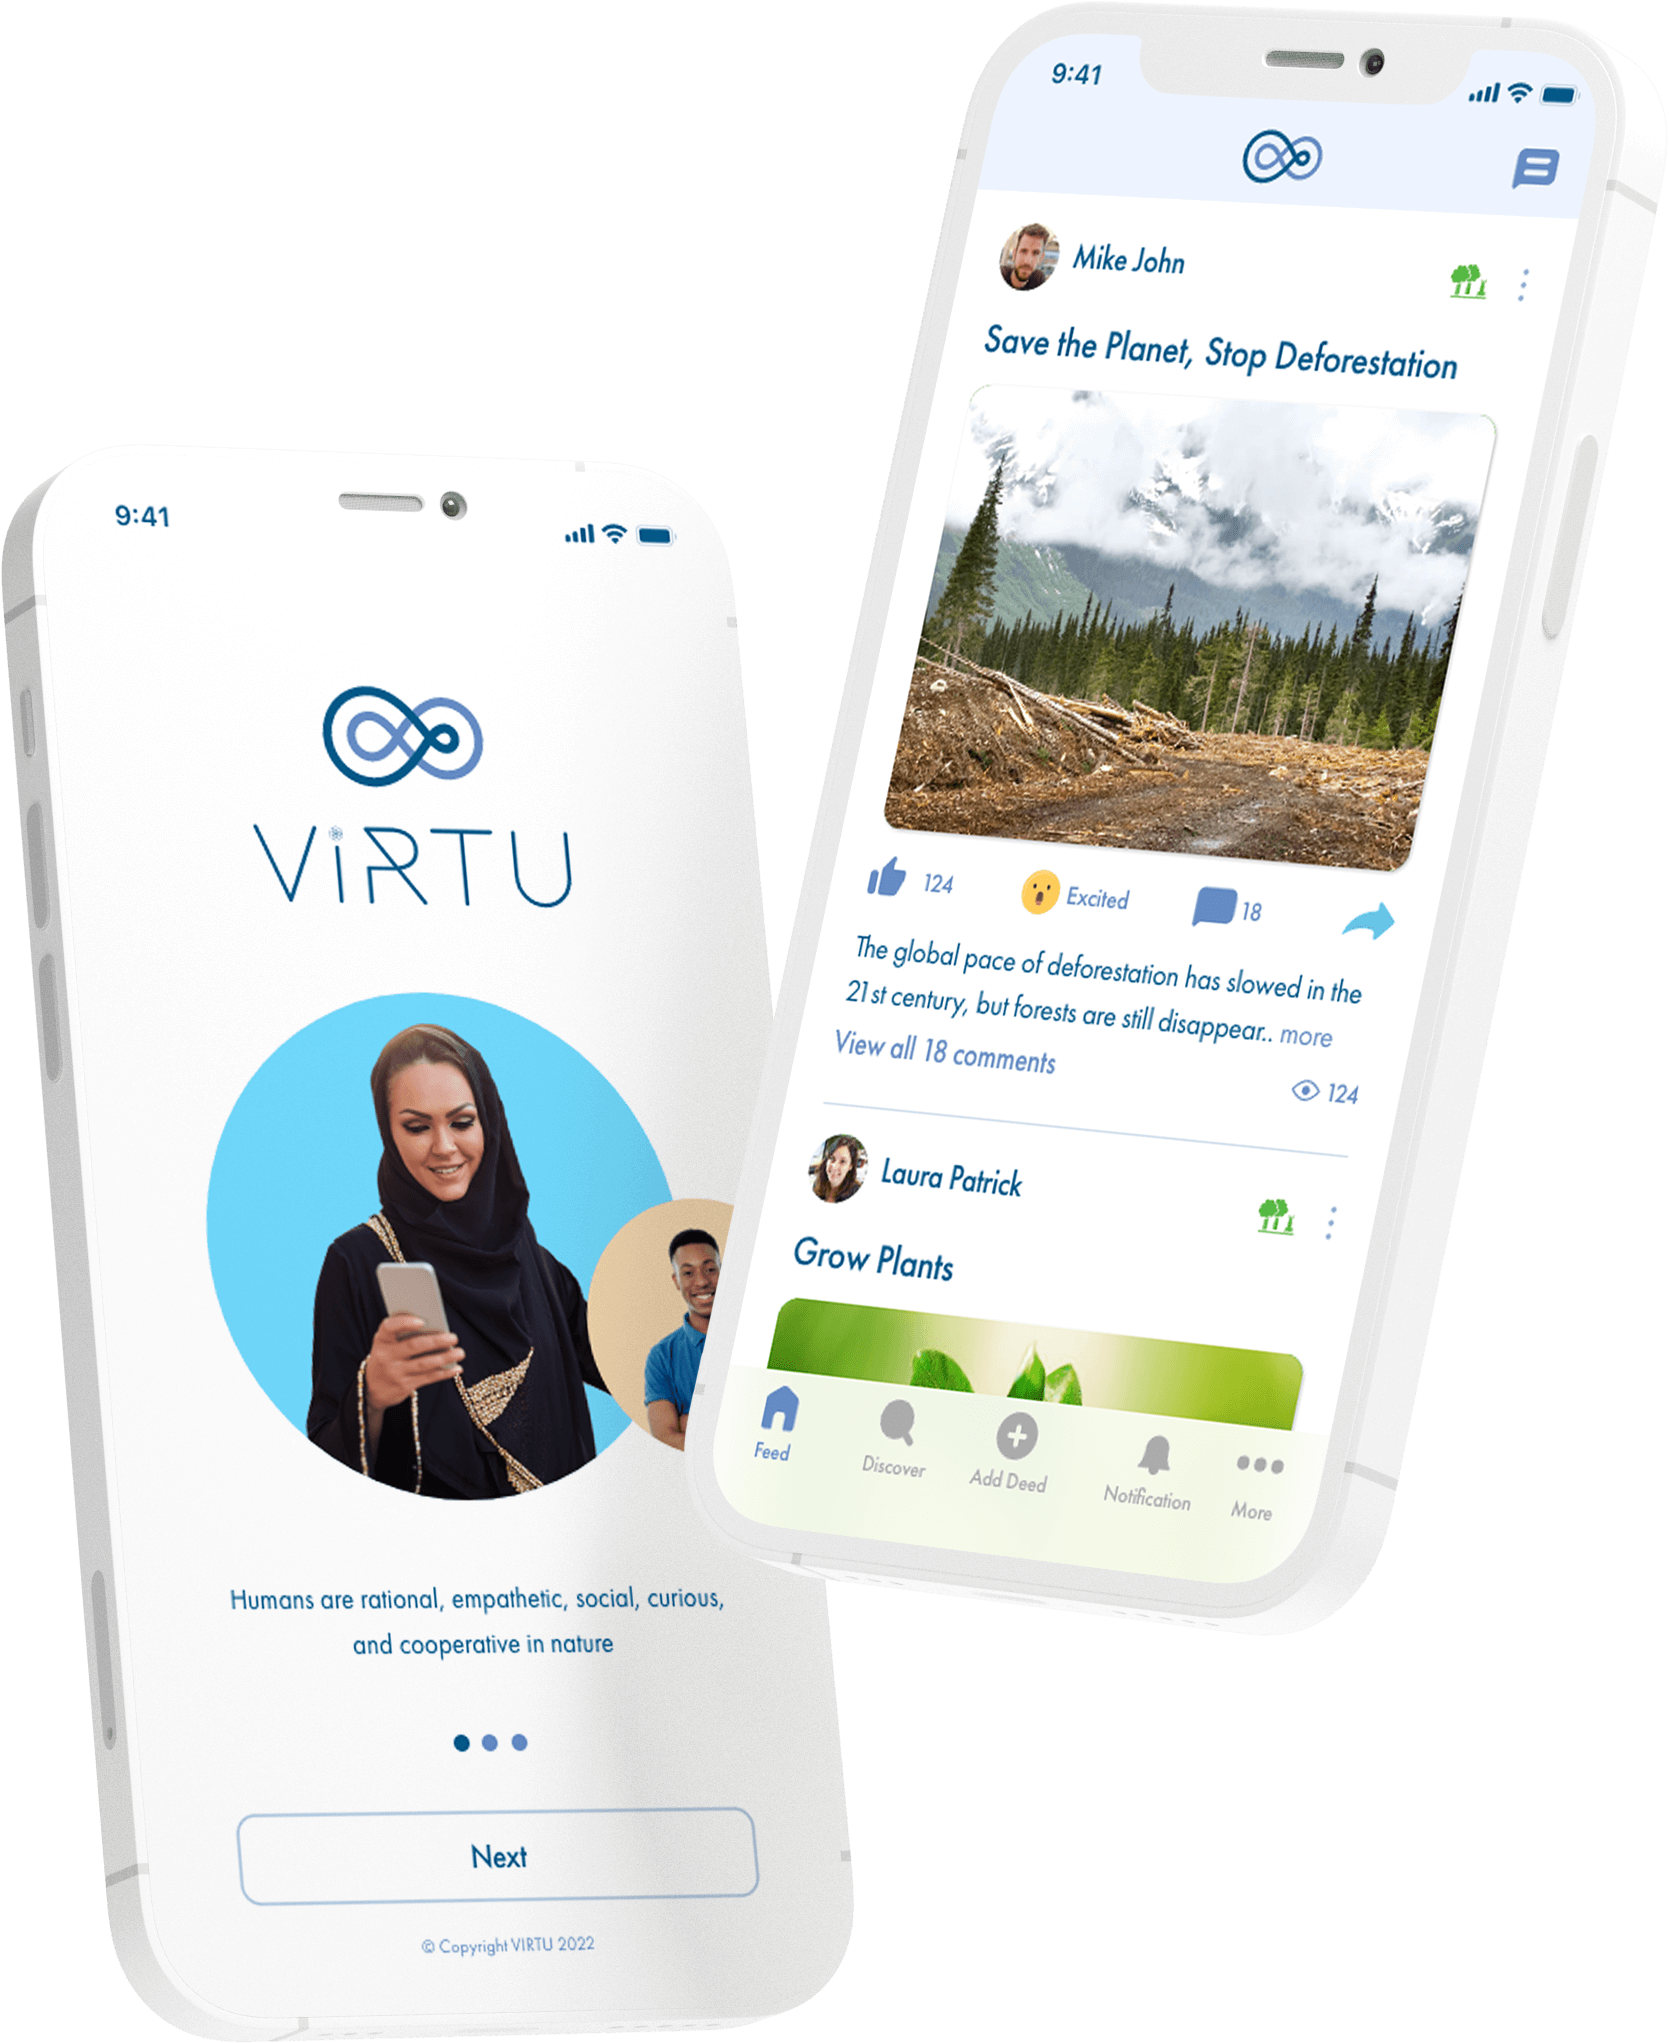 9:41
ViRTU
Humans are rational, empathetic, social, curious,
and cooperative in nature
Next
© Copyright VIRTU 2022
9:41
Mike John
Save the Planet, Stop Deforestation
124
Excited
18
The global pace of deforestation has slowed in the
21st century, but forests are still disappear.. more
View all 18 comments
124
Laura Patrick
Grow Plants
Feed
Discover
Add Deed
Notification
More